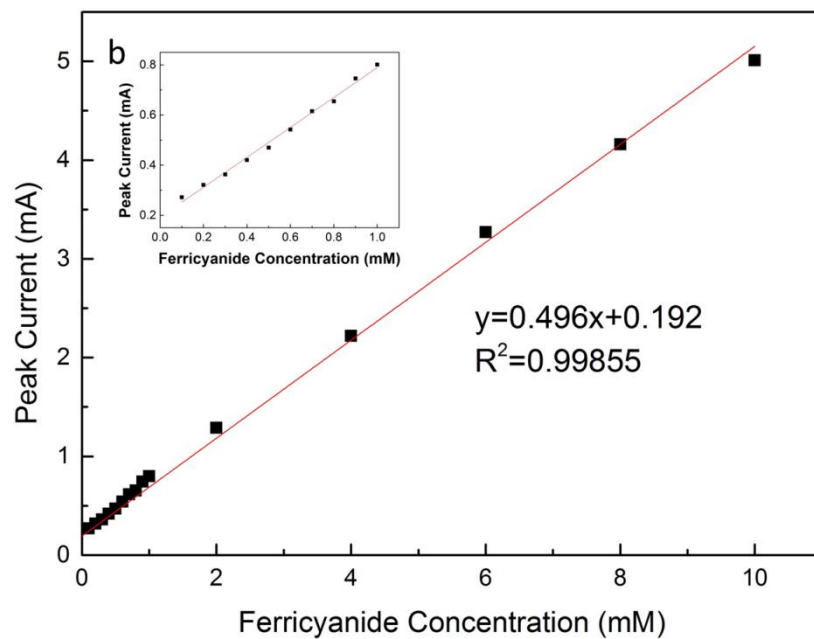 b
Peak Current (mA)
0.8
0.6
0.4
0.2
0.0 0.2 0.4 0.6 0.8 1.0
Ferricyanide Concentration (mM)
Peak Current (mA)
5
4
3
2
1
0
y=0.496x+0.192
R²=0.99855
0 2 4 6 8 10
Ferricyanide Concentration (mM)